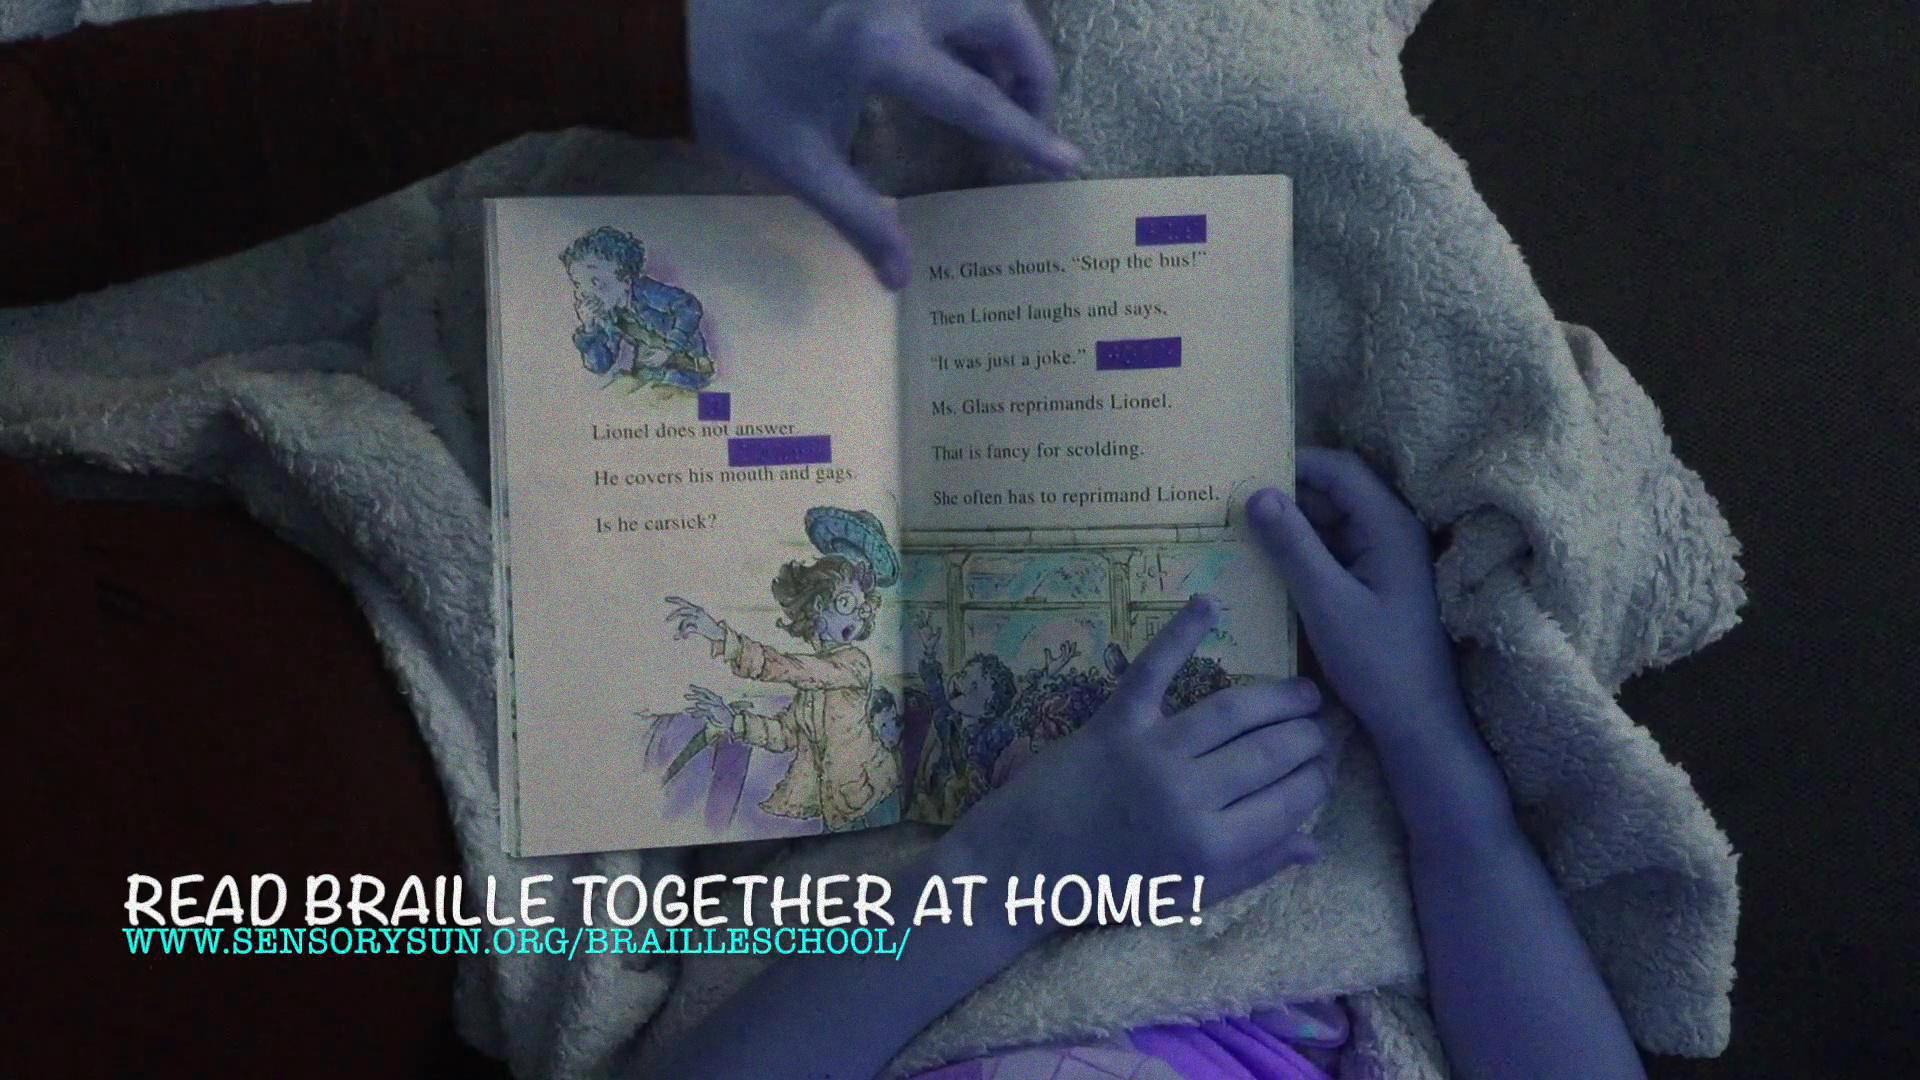 Lionel does not answer.
He covers his mouth and gags.
Is he carsick?
Ms. Glass shouts, "Stop the bus!"
Then Lionel laughs and says,
"It was just a joke."
Ms. Glass reprimands Lionel.
That is fancy for scolding.
She often has to reprimand Lionel.
READ BRAILLE TOGETHER AT HOME!
WWW.SENSORYSUN.ORG/BRAILLESCHOOL/